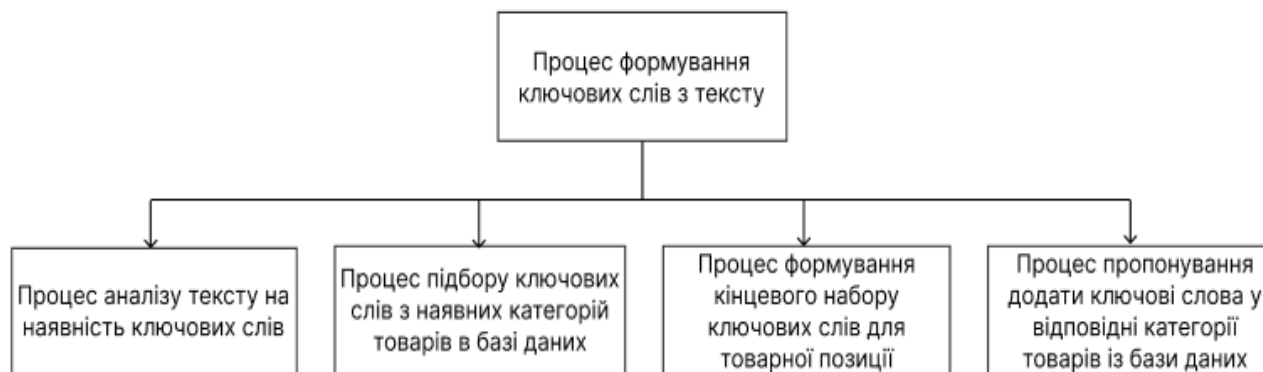 Процес формування
ключових слів з тексту
Процес аналізу тексту на
наявність ключових слів
Процес підбору ключових
слів з наявних категорій
товарів в базі даних
Процес формування
кінцевого набору
ключових слів для
товарної позиції
Процес пропонування
додати ключові слова у
відповідні категорії
товарів із бази даних